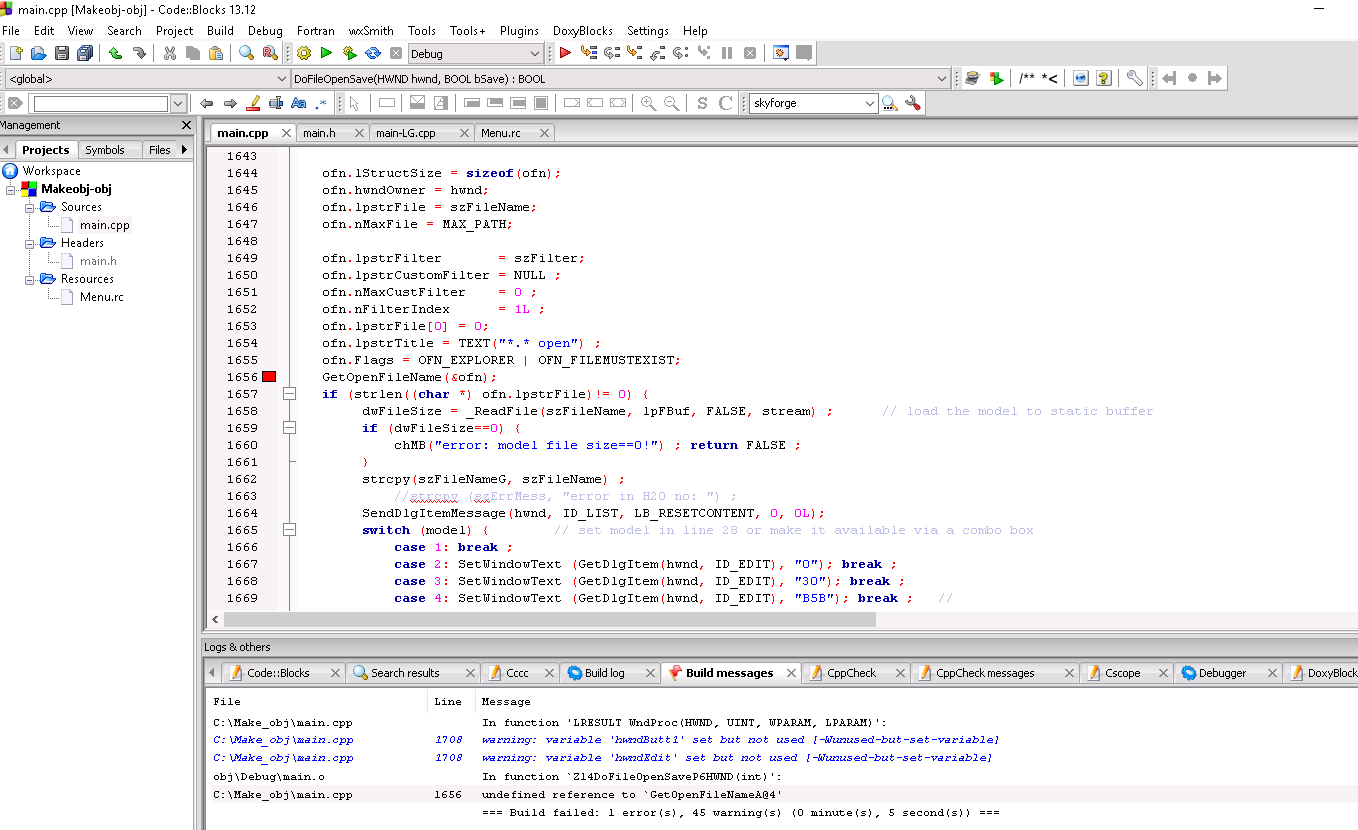 main.cpp [Makeobj-obj] - Code::Blocks 13.12
File Edit View Search Project Build Debug Fortran wxSmith Tools Tools+ Plugins DoxyBlocks Settings Help
Debug
<global> DoFileOpenSave(HWND hwnd, BOOL bSave) : BOOL
/** *<
Aa .* S C skyforge
Management
main.cpp main.h main-LG.cpp Menu.rc
Projects Symbols Files
Workspace
Makeobj-obj
Sources
main.cpp
Headers
main.h
Resources
Menu.rc
1643
1644 ofn.lStructSize = sizeof(ofn);
1645 ofn.hwndOwner = hwnd;
1646 ofn.lpstrFile = szFileName;
1647 ofn.nMaxFile = MAX_PATH;
1648
1649 ofn.lpstrFilter = szFilter;
1650 ofn.lpstrCustomFilter = NULL ;
1651 ofn.nMaxCustFilter = 0 ;
1652 ofn.nFilterIndex = 1L ;
1653 ofn.lpstrFile[0] = 0;
1654 ofn.lpstrTitle = TEXT("*.* open") ;
1655 ofn.Flags = OFN_EXPLORER | OFN_FILEMUSTEXIST;
1656 GetOpenFileName(&ofn);
1657 if (strlen((char *) ofn.lpstrFile)!= 0) {
1658 dwFileSize = _ReadFile(szFileName, lpFBuf, FALSE, stream) ; // load the model to static buffer
1659 if (dwFileSize==0) {
1660 chMB("error: model file size==0!") ; return FALSE ;
1661 }
1662 strcpy(szFileNameG, szFileName) ;
1663 //strcpy (szErrMess, "error in H2O no: ") ;
1664 SendDlgItemMessage(hwnd, ID_LIST, LB_RESETCONTENT, 0, 0L);
1665 switch (model) { // set model in line 28 or make it available via a combo box
1666 case 1: break ;
1667 case 2: SetWindowText (GetDlgItem(hwnd, ID_EDIT), "0"); break ;
1668 case 3: SetWindowText (GetDlgItem(hwnd, ID_EDIT), "30"); break ;
1669 case 4: SetWindowText (GetDlgItem(hwnd, ID_EDIT), "B5B"); break ; //
Logs & others
Code::Blocks Search results Cccc Build log Build messages CppCheck CppCheck messages Cscope Debugger DoxyBlock
File Line Message
C:\Make_obj\main.cpp In function 'LRESULT WndProc(HWND, UINT, WPARAM, LPARAM)':
C:\Make_obj\main.cpp 1708 warning: variable 'hwndButt1' set but not used [-Wunused-but-set-variable]
C:\Make_obj\main.cpp 1708 warning: variable 'hwndEdit' set but not used [-Wunused-but-set-variable]
obj\Debug\main.o In function `Z14DoFileOpenSaveP6HWND(int)':
C:\Make_obj\main.cpp 1656 undefined reference to `GetOpenFileNameA@4'
=== Build failed: 1 error(s), 45 warning(s) (0 minute(s), 5 second(s)) ===